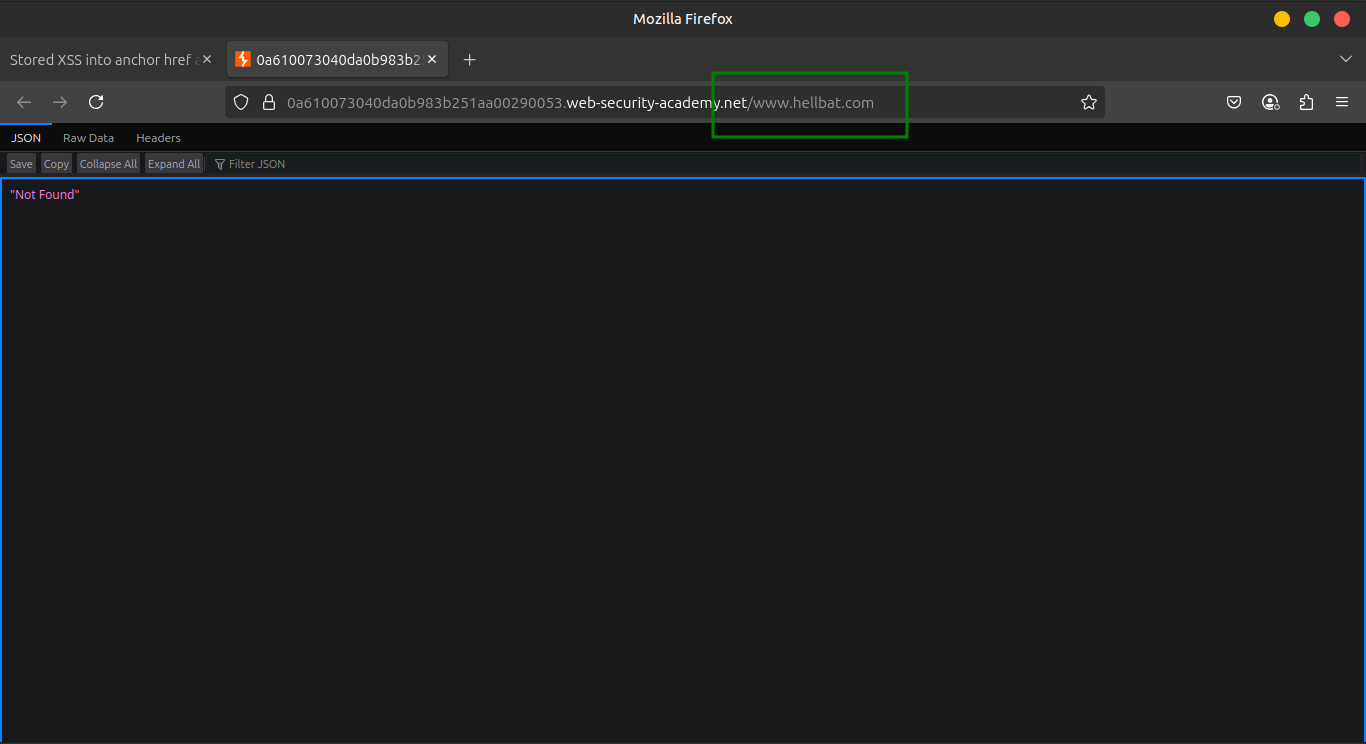 Mozilla Firefox
Stored XSS into anchor href
0a610073040da0b983b2
0a610073040da0b983b251aa00290053.web-security-academy.net/www.hellbat.com
JSON Raw Data Headers
Save Copy Collapse All Expand All Filter JSON
"Not Found"